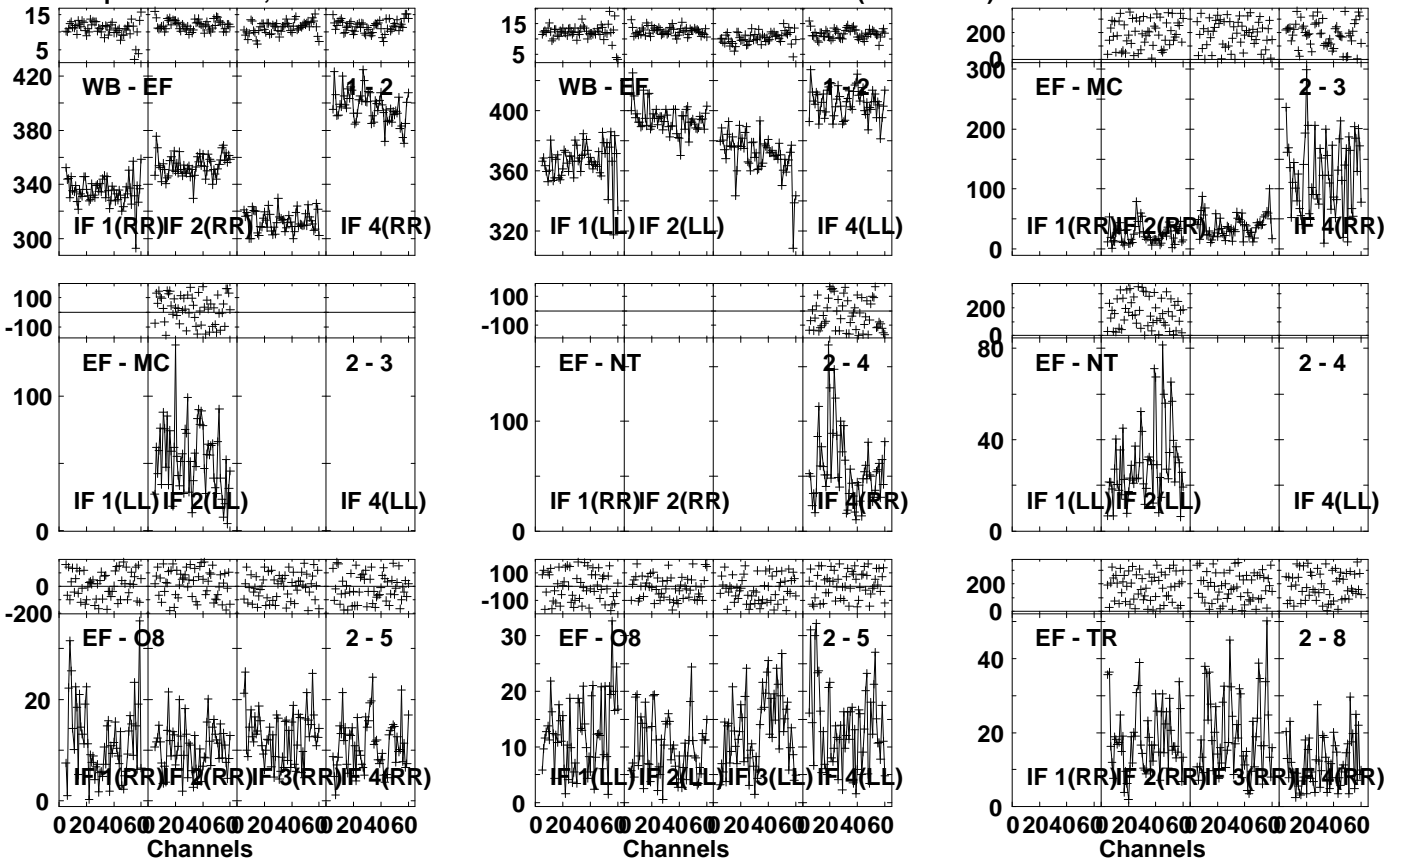 15
5
420
380
340
300
WB - EF
1 - 2
IF 1(RR)
IF 2(RR)
IF 4(RR)
15
5
400
360
320
WB - EF
1 - 2
IF 1(LL)
IF 2(LL)
IF 4(LL)
200
0
300
200
100
0
EF - MC
2 - 3
IF 1(RR)
IF 2(RR)
IF 4(RR)
100
-100
100
0
EF - MC
2 - 3
IF 1(LL)
IF 2(LL)
IF 4(LL)
100
-100
100
0
EF - NT
2 - 4
IF 1(RR)
IF 2(RR)
IF 4(RR)
200
0
80
40
0
20
60
EF - NT
2 - 4
IF 1(LL)
IF 2(LL)
IF 4(LL)
0
-200
20
0
EF - O8
2 - 5
IF 1(RR)
IF 2(RR)
IF 3(RR)
IF 4(RR)
0 204060 0 204060 0 204060 0 204060
Channels
100
-100
30
20
10
0
EF - O8
2 - 5
IF 1(LL)
IF 2(LL)
IF 3(LL)
IF 4(LL)
0 204060 0 204060 0 204060 0 204060
Channels
200
0
40
20
0
EF - TR
2 - 8
IF 1(RR)
IF 2(RR)
IF 3(RR)
IF 4(RR)
0 204060 0 204060 0 204060 0 204060
Channels